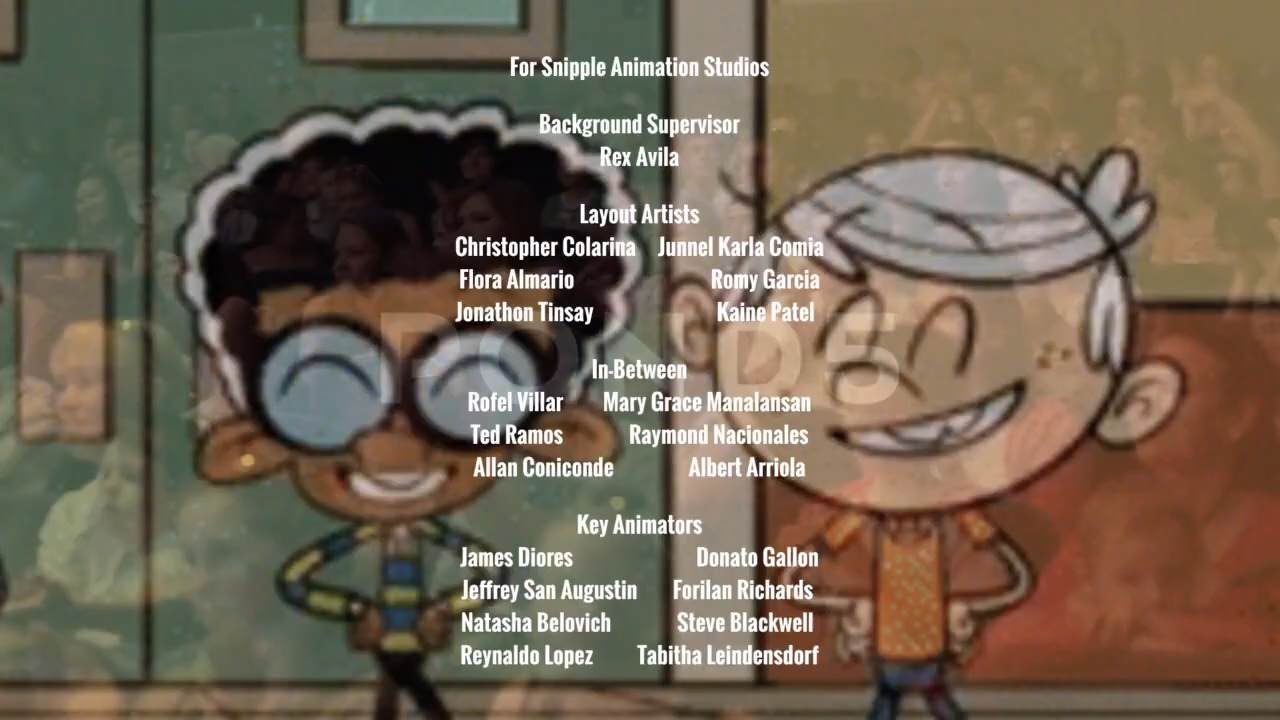 For Snipple Animation Studios
Background Supervisor
Rex Avila
Layout Artists
Christopher Colarina Junnel Karla Comia
Flora Almario Romy Garcia
Jonathon Tinsay Kaine Patel
POND5
In-Between
Rofel Villar Mary Grace Manalansan
Ted Ramos Raymond Nacionales
Allan Coniconde Albert Arriola
Key Animators
James Diores Donato Gallon
Jeffrey San Augustin Forilan Richards
Natasha Belovich Steve Blackwell
Reynaldo Lopez Tabitha Leindensdorf